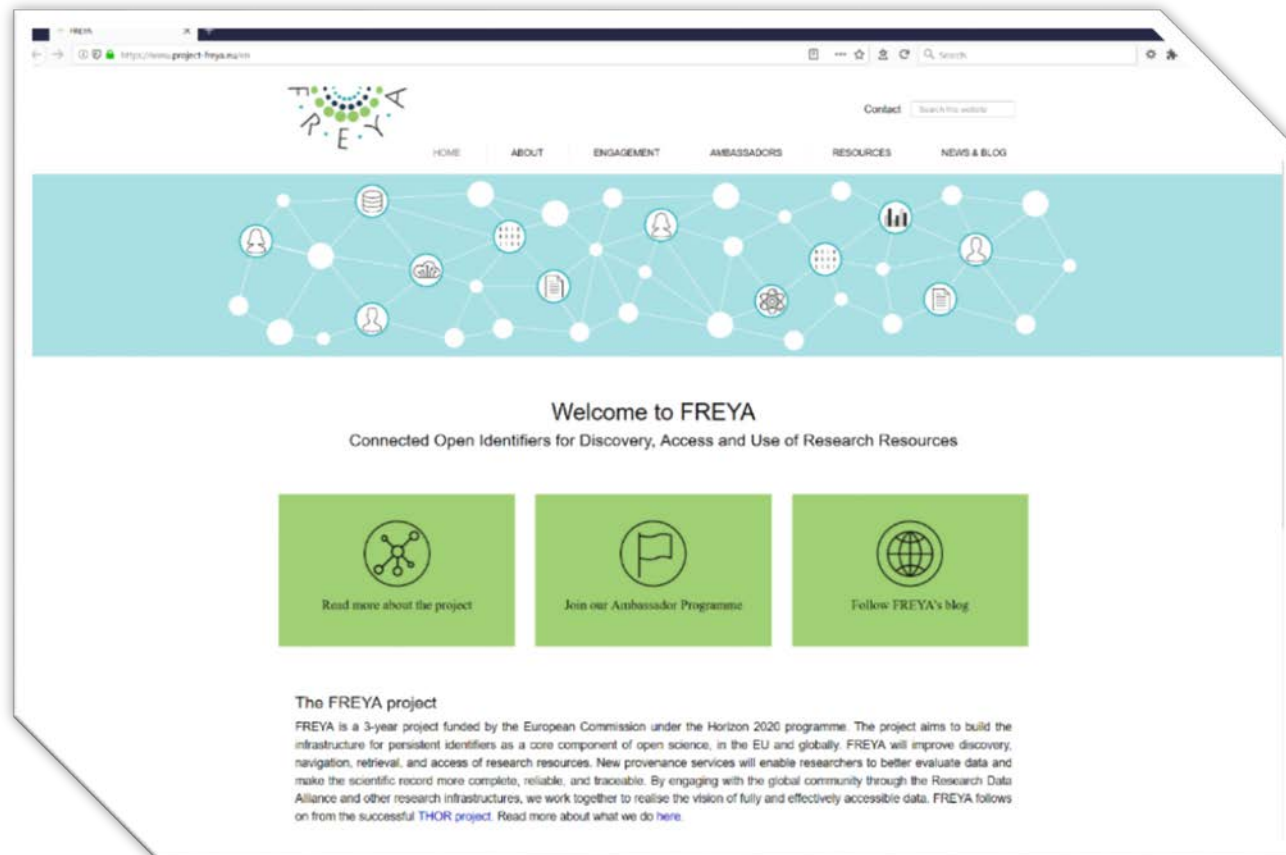 FREYA
https://www.project-freya.eu/en
Search
FREYA
Contact
Search this website
HOME ABOUT ENGAGEMENT AMBASSADORS RESOURCES NEWS & BLOG
Welcome to FREYA
Connected Open Identifiers for Discovery, Access and Use of Research Resources
Read more about the project
Join our Ambassador Programme
Follow FREYA's blog
The FREYA project
FREYA is a 3-year project funded by the European Commission under the Horizon 2020 programme. The project aims to build the
infrastructure for persistent identifiers as a core component of open science, in the EU and globally. FREYA will improve discovery,
navigation, retrieval, and access of research resources. New provenance services will enable researchers to better evaluate data and
make the scientific record more complete, reliable, and traceable. By engaging with the global community through the Research Data
Alliance and other research infrastructures, we work together to realise the vision of fully and effectively accessible data. FREYA follows
on from the successful THOR project. Read more about what we do here.